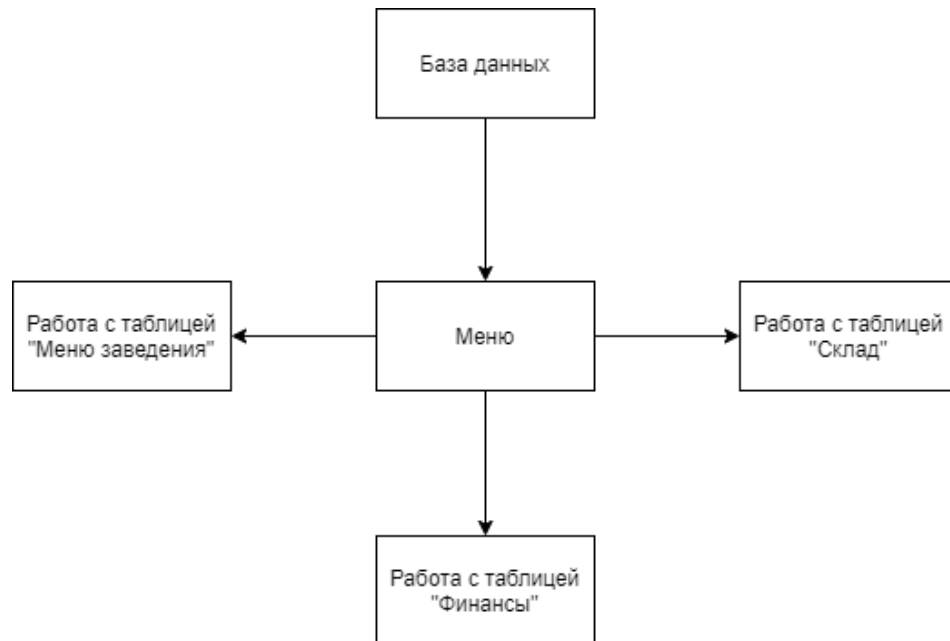 База данных
Работа с таблицей
"Меню заведения"
Меню
Работа с таблицей
"Склад"
Работа с таблицей
"Финансы"